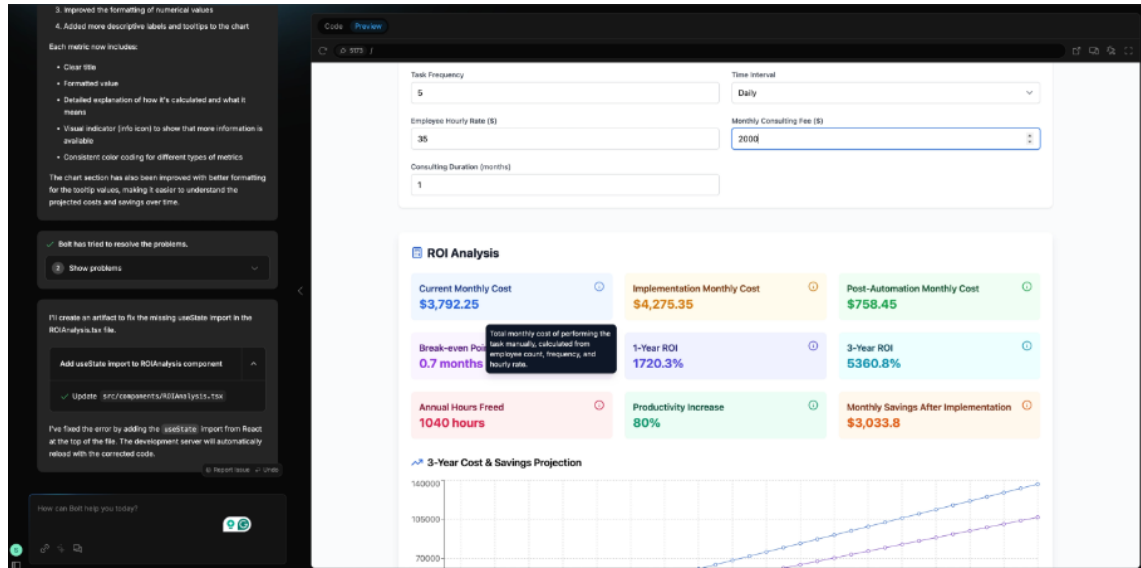 3. Improved the formatting of numerical values
4. Added more descriptive labels and tooltips to the chart
Each metric now includes:
• Clear title
• Formatted value
• Detailed explanation of how it's calculated and what it
means
• Visual indicator (info icon) to show that more information is
available
• Consistent color coding for different types of metrics
The chart section has also been improved with better formatting
for the tooltip values, making it easier to understand the
projected costs and savings over time.
Bolt has tried to resolve the problems.
2 Show problems
I'll create an artifact to fix the missing useState import in the
ROIAnalysis.tsx file.
Add useState import to ROIAnalysis component
Update src/components/ROIAnalysis.tsx
I've fixed the error by adding the useState import from React
at the top of the file. The development server will automatically
reload with the corrected code.
Report Issue Undo
How can Bolt help you today?
S
Code Preview
5173 /
Task Frequency
5
Time Interval
Daily
Employee Hourly Rate ($)
35
Monthly Consulting Fee ($)
2000
Consulting Duration (months)
1
ROI Analysis
Current Monthly Cost
$3,792.25
Implementation Monthly Cost
$4,275.35
Post-Automation Monthly Cost
$758.45
Total monthly cost of performing the
task manually, calculated from
employee count, frequency, and
hourly rate.
Break-even Poi
0.7 months
1-Year ROI
1720.3%
3-Year ROI
5360.8%
Annual Hours Freed
1040 hours
Productivity Increase
80%
Monthly Savings After Implementation
$3,033.8
3-Year Cost & Savings Projection
140000
105000
70000